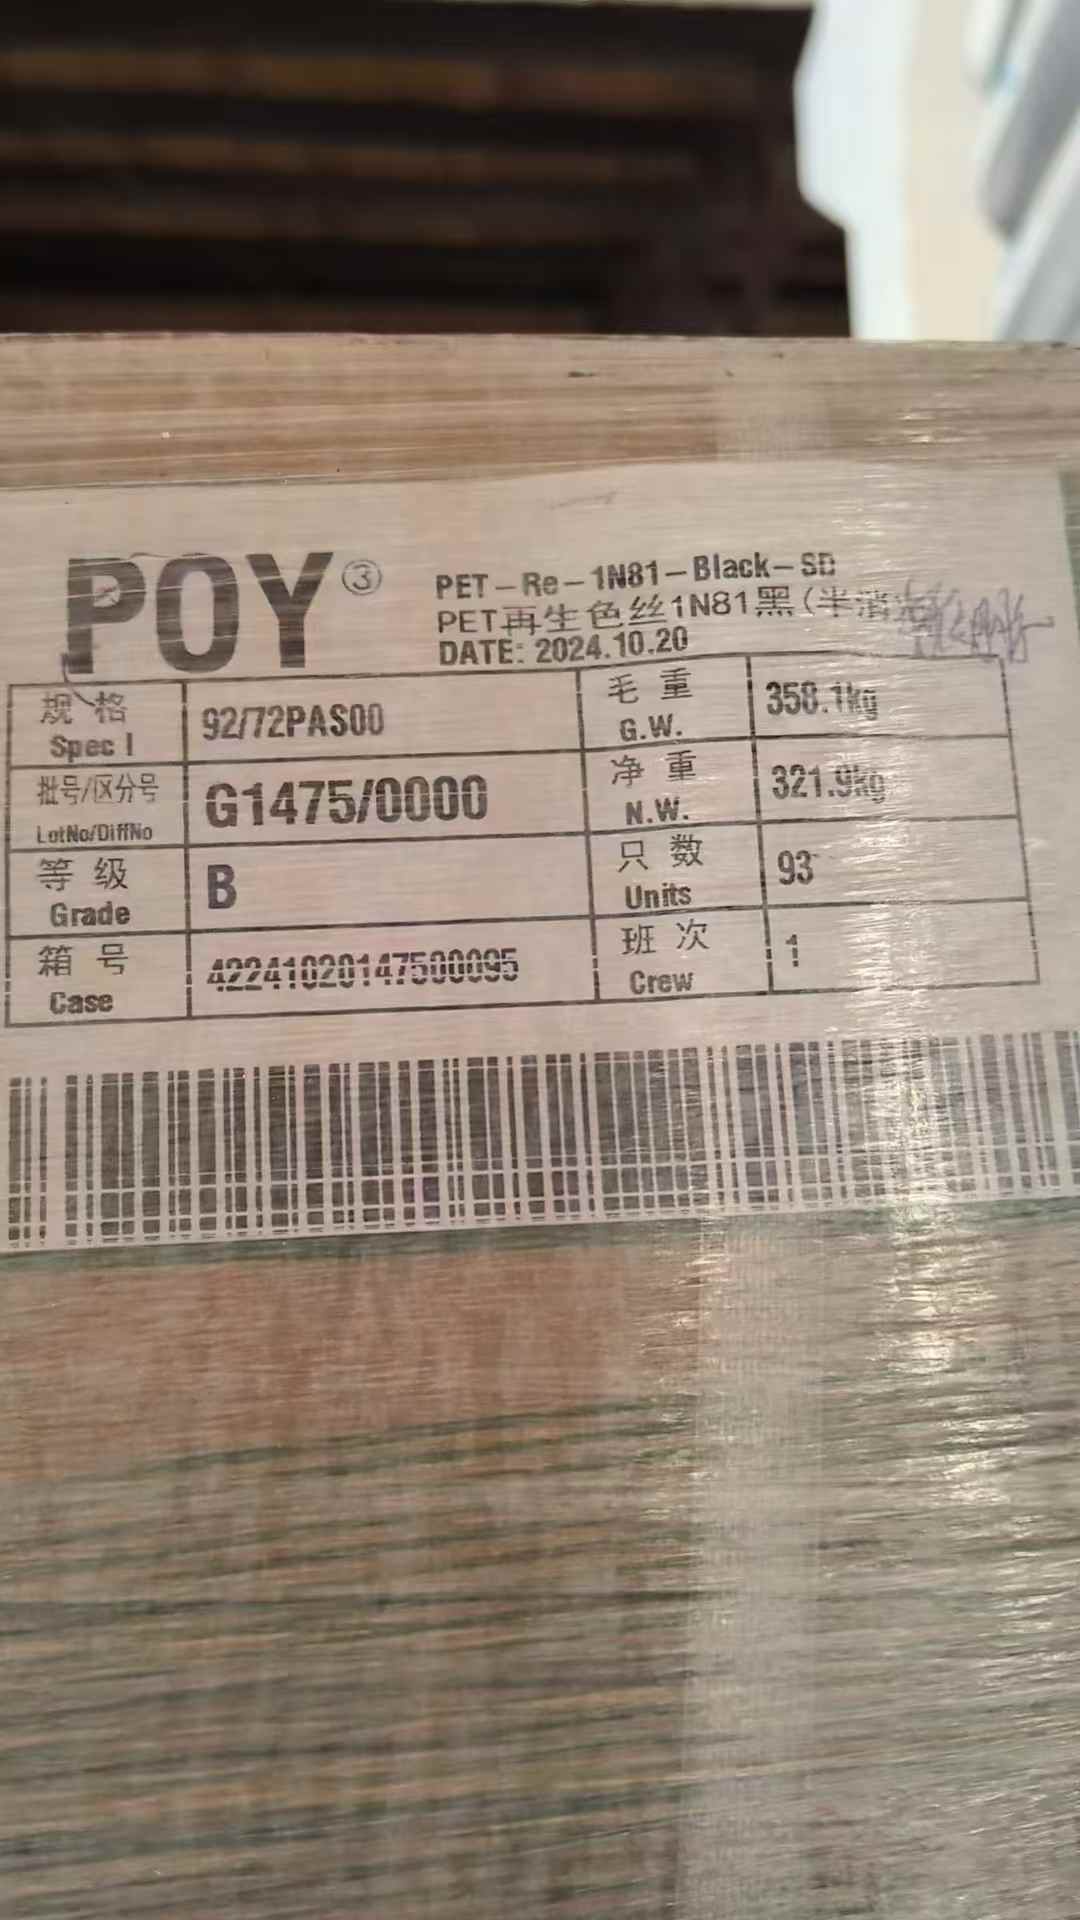 POY ③
PET-Re-1N81-Black-SD
PET再生色丝1N81黑(半消
DATE: 2024.10.20
规格 Spec I 92/72PAS00 毛重 G.W. 358.1kg
批号/区分号 LotNo/DiffNo G1475/0000 净重 N.W. 321.9kg
等级 Grade B 只数 Units 93
箱号 Case 42241020147500095 班次 Crew 1